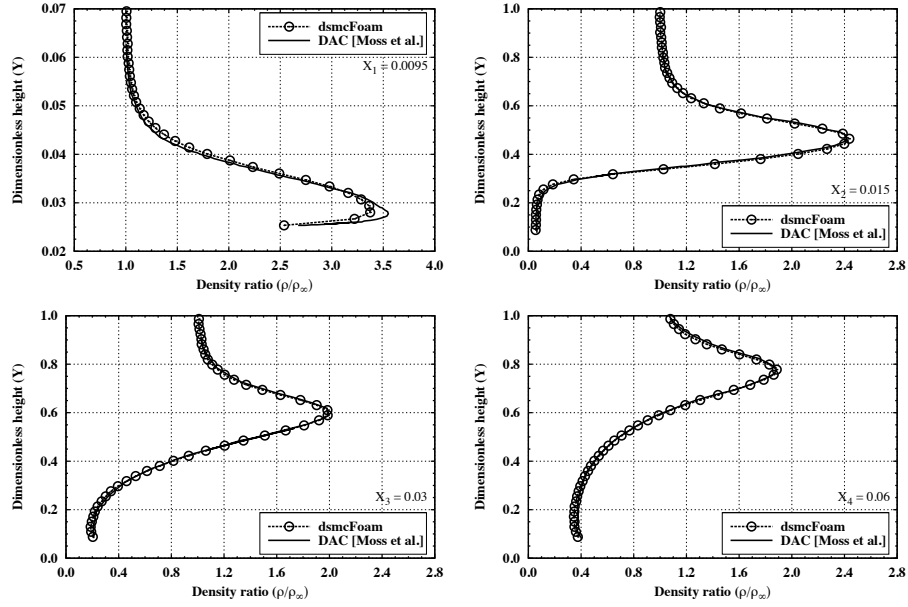 0.07
0.06
0.05
0.04
0.03
0.02
Dimensionless height (Y)
dsmcFoam
DAC [Moss et al.]
X1 = 0.0095
0.5 1.0 1.5 2.0 2.5 3.0 3.5 4.0
Density ratio (ρ/ρ∞)
1.0
0.8
0.6
0.4
0.2
0.0
Dimensionless height (Y)
X2 = 0.015
dsmcFoam
DAC [Moss et al.]
0.0 0.4 0.8 1.2 1.6 2.0 2.4 2.8
Density ratio (ρ/ρ∞)
1.0
0.8
0.6
0.4
0.2
0.0
Dimensionless height (Y)
X3 = 0.03
dsmcFoam
DAC [Moss et al.]
0.0 0.4 0.8 1.2 1.6 2.0 2.4 2.8
Density ratio (ρ/ρ∞)
1.0
0.8
0.6
0.4
0.2
0.0
Dimensionless height (Y)
X4 = 0.06
dsmcFoam
DAC [Moss et al.]
0.0 0.4 0.8 1.2 1.6 2.0 2.4 2.8
Density ratio (ρ/ρ∞)